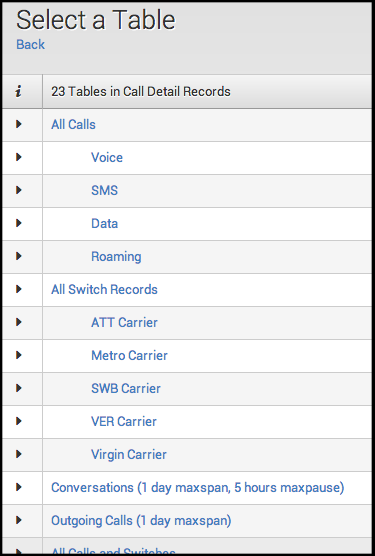 Select a Table
Back
i 23 Tables in Call Detail Records
All Calls
Voice
SMS
Data
Roaming
All Switch Records
ATT Carrier
Metro Carrier
SWB Carrier
VER Carrier
Virgin Carrier
Conversations (1 day maxspan, 5 hours maxpause)
Outgoing Calls (1 day maxspan)
All Calls and Switches